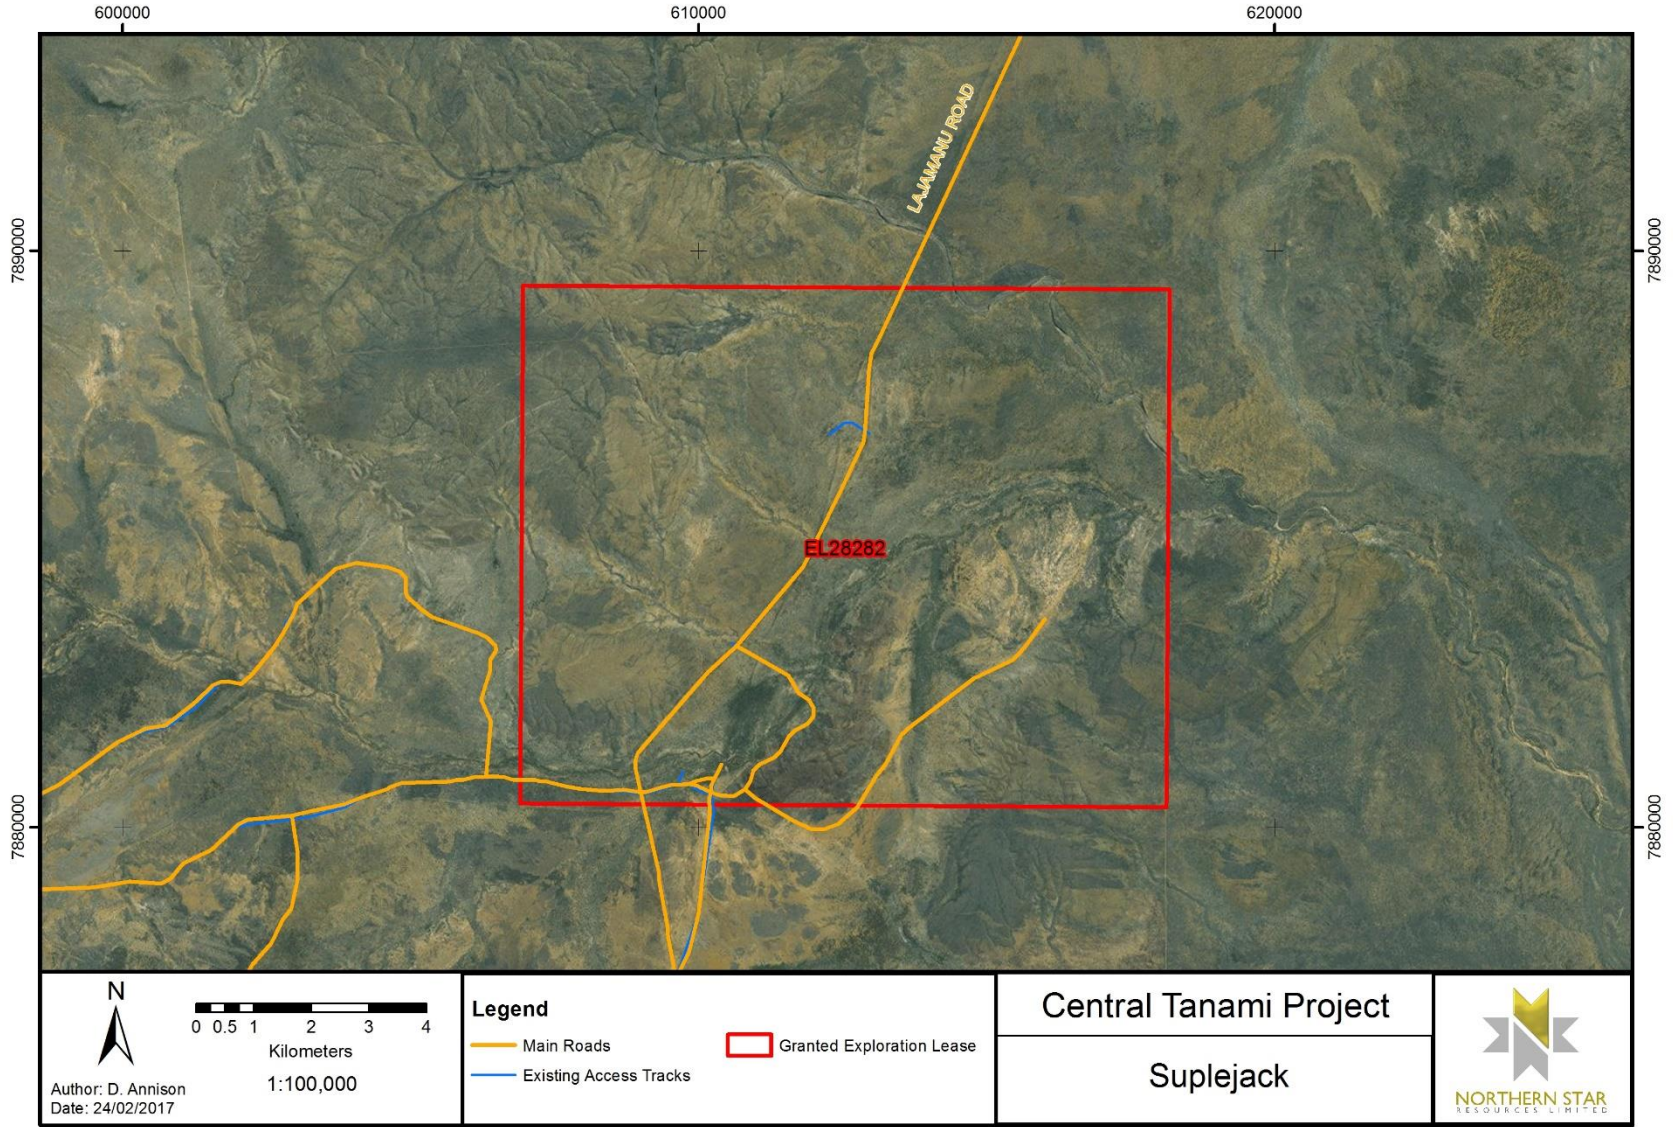 600000
610000
620000
LAJAMANU ROAD
7890000
7890000
EL28282
7880000
7880000
N
0 0.5 1 2 3 4
Kilometers
1:100,000
Author: D. Annison
Date: 24/02/2017
Legend
Main Roads
Existing Access Tracks
Granted Exploration Lease
Central Tanami Project
Suplejack
NORTHERN STAR
RESOURCES LIMITED